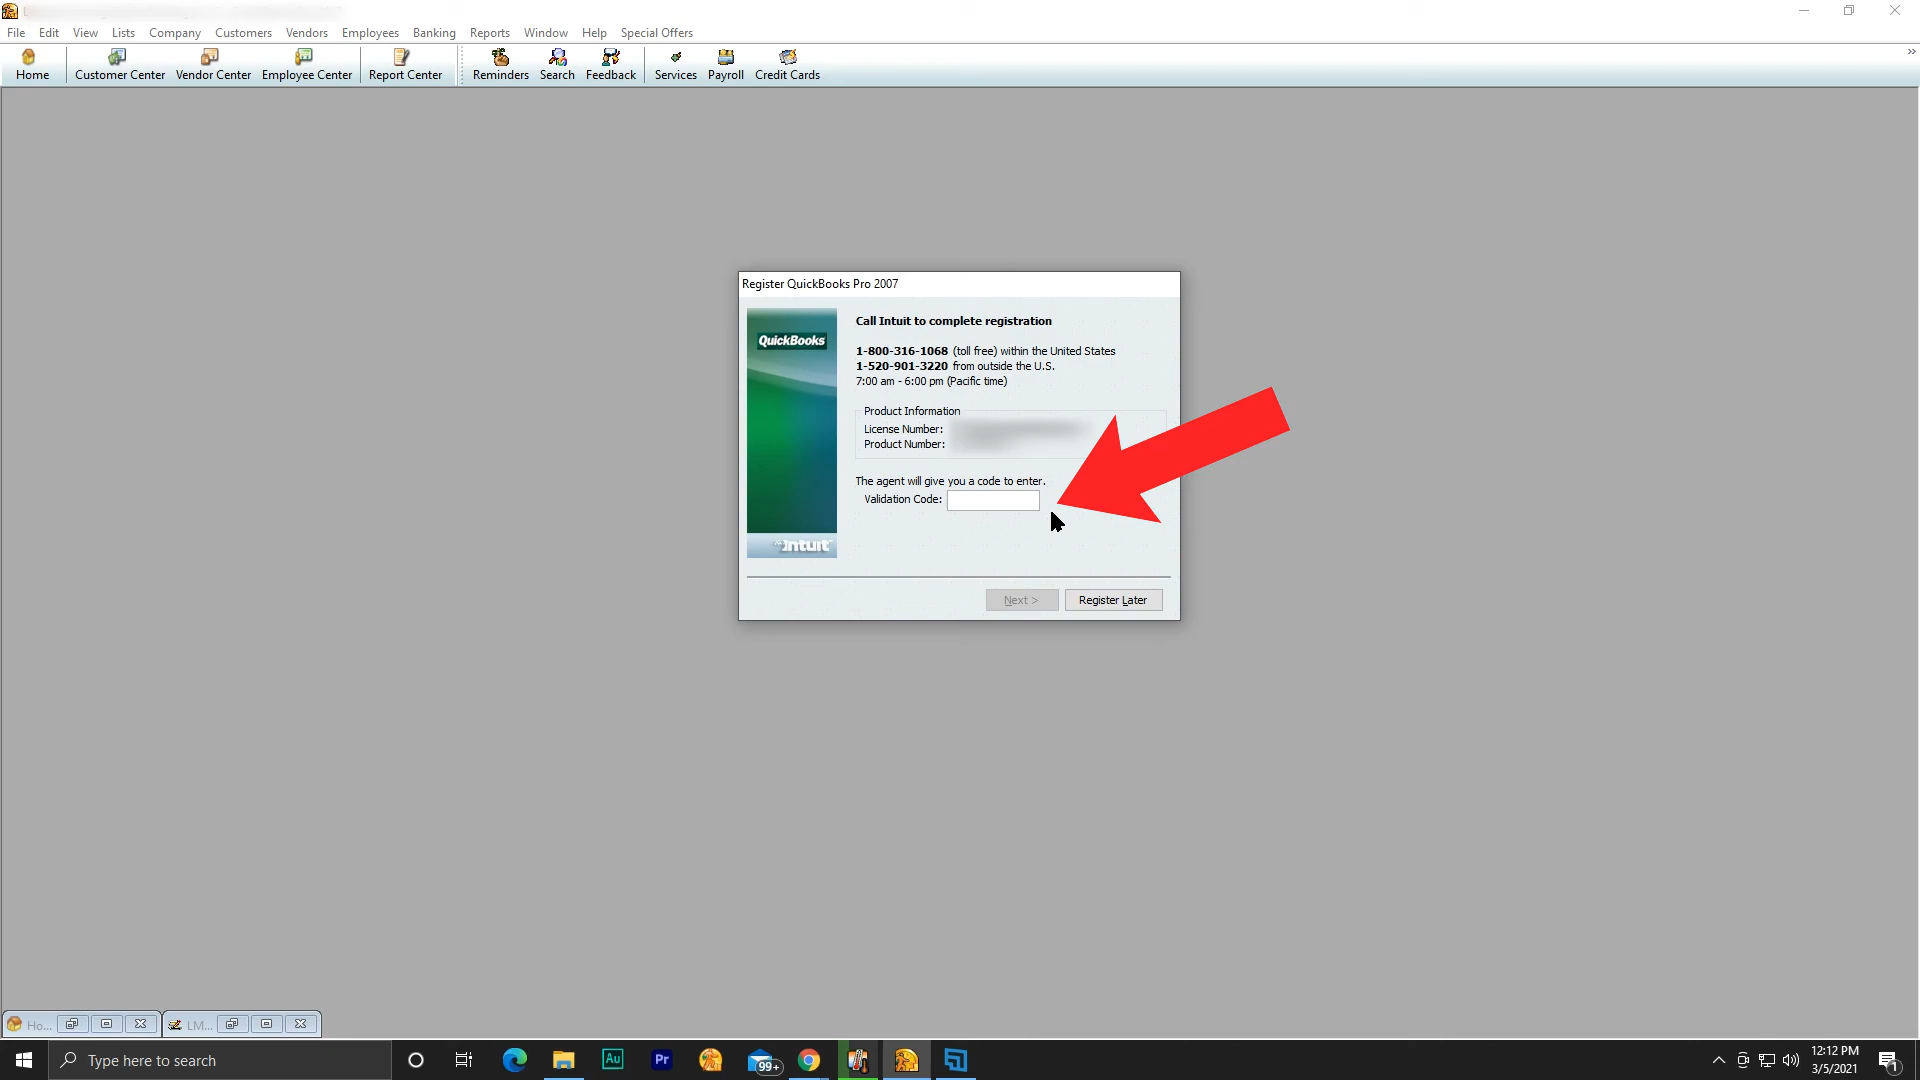 File Edit View Lists Company Customers Vendors Employees Banking Reports Window Help Special Offers
Home Customer Center Vendor Center Employee Center Report Center Reminders Search Feedback Services Payroll Credit Cards
Register QuickBooks Pro 2007
QuickBooks
Call Intuit to complete registration
1-800-316-1068 (toll free) within the United States
1-520-901-3220 from outside the U.S.
7:00 am - 6:00 pm (Pacific time)
Product Information
License Number:
Product Number:
The agent will give you a code to enter.
Validation Code:
Intuit
Next >
Register Later
Ho... LM...
Type here to search
Au
Pr
99+
12:12 PM
3/5/2021
1